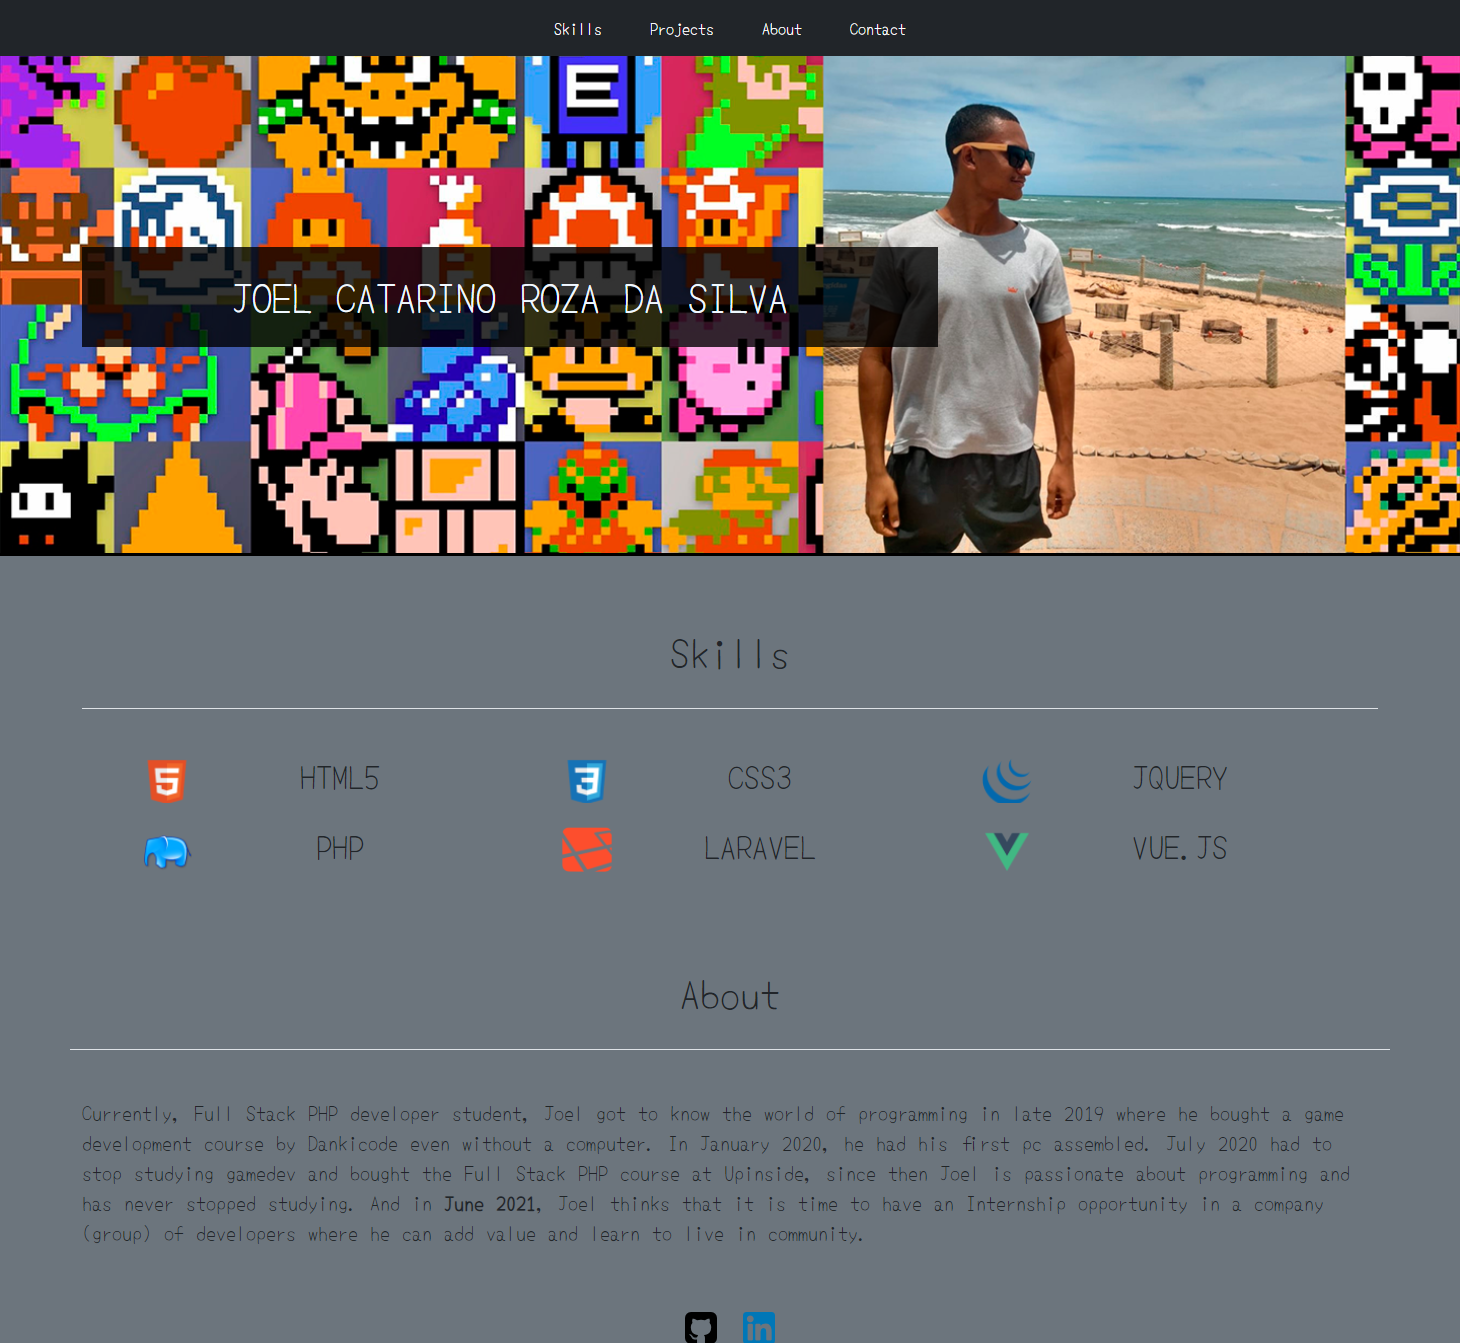 Skills Projects About Contact
E
JOEL CATARINO ROZA DA SILVA
Skills
5 HTML5 3 CSS3 JQUERY
PHP LARAVEL VUE.JS
About
Currently, Full Stack PHP developer student, Joel got to know the world of programming in late 2019 where he bought a game
development course by Dankicode even without a computer. In January 2020, he had his first pc assembled. July 2020 had to
stop studying gamedev and bought the Full Stack PHP course at Upinside, since then Joel is passionate about programming and
has never stopped studying. And in June 2021, Joel thinks that it is time to have an Internship opportunity in a company
(group) of developers where he can add value and learn to live in community.
in